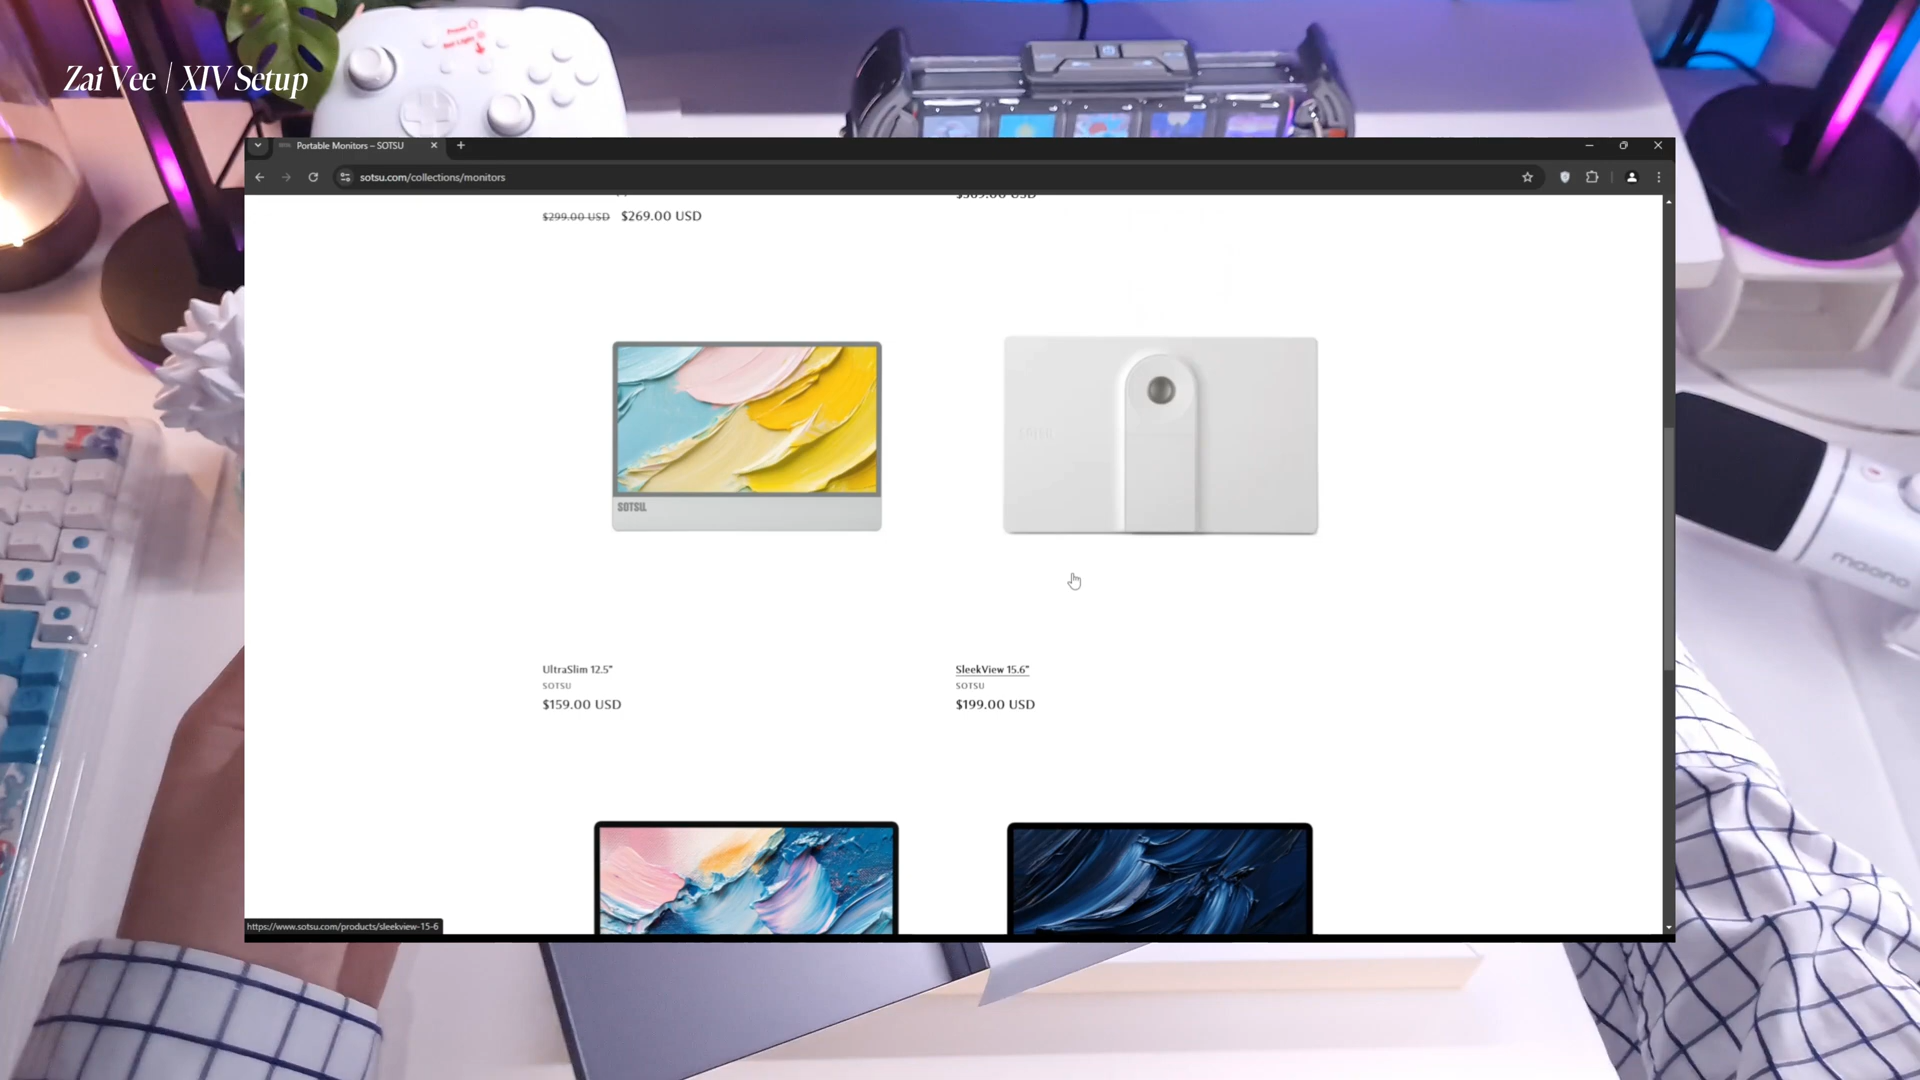 Zai Vee | XIV Setup
Portable Monitors – SOTSU
sotsu.com/collections/monitors
$299.00 USD $269.00 USD
SOTSU
UltraSlim 12.5"
SOTSU
$159.00 USD
SleekView 15.6"
SOTSU
$199.00 USD
https://www.sotsu.com/products/sleekview-15-6
maono